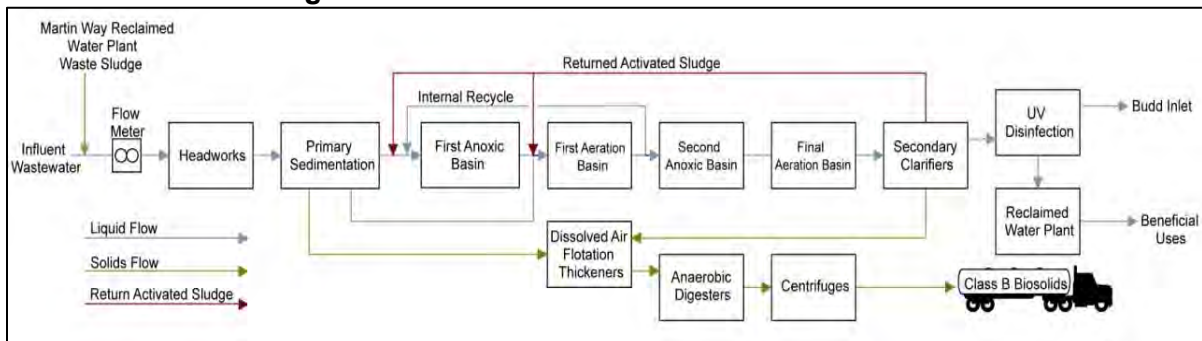 Martin Way Reclaimed
Water Plant
Waste Sludge
Flow
Meter
Influent
Wastewater
Headworks
Primary
Sedimentation
Returned Activated Sludge
Internal Recycle
First Anoxic
Basin
First Aeration
Basin
Second
Anoxic Basin
Final
Aeration Basin
Secondary
Clarifiers
UV
Disinfection
Budd Inlet
Reclaimed
Water Plant
Beneficial
Uses
Liquid Flow
Solids Flow
Return Activated Sludge
Dissolved Air
Flotation
Thickeners
Anaerobic
Digesters
Centrifuges
Class B Biosolids